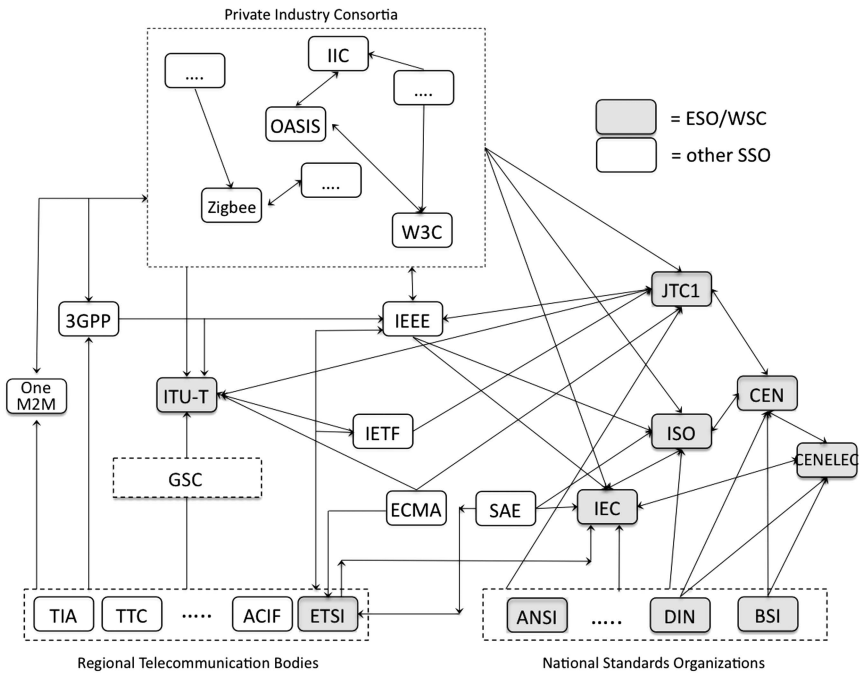 Private Industry Consortia
IIC
....
....
OASIS
....
Zigbee
W3C
= ESO/WSC
= other SSO
JTC1
3GPP
IEEE
One
M2M
ITU-T
CEN
IETF
ISO
CENELEC
GSC
ECMA
SAE
IEC
TIA
TTC
.....
ACIF
ETSI
ANSI
.....
DIN
BSI
Regional Telecommunication Bodies
National Standards Organizations